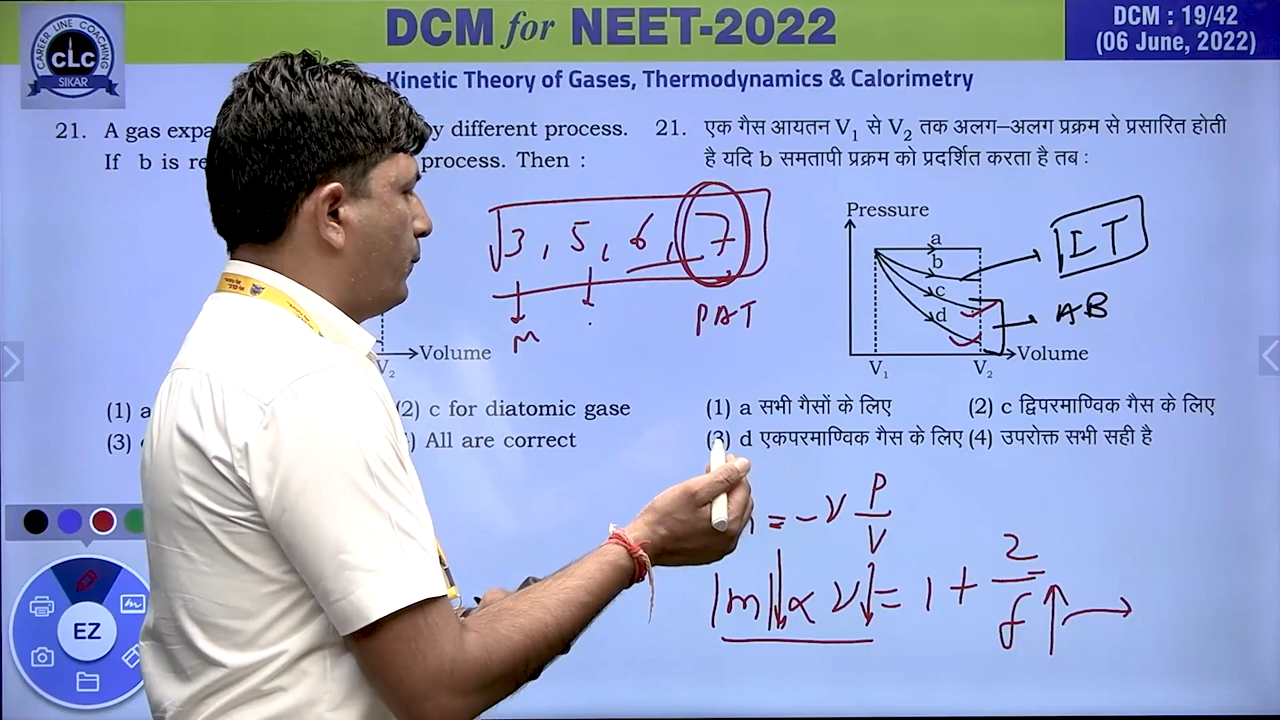 DCM for NEET-2022
DCM : 19/42
(06 June, 2022)
CAREER LINE COACHING
CLC
SIKAR
Kinetic Theory of Gases, Thermodynamics & Calorimetry
21. A gas expa
y different process.
If b is re
process. Then :
Volume
V2
(1) a
(2) c for diatomic gase
(3)
) All are correct
21. एक गैस आयतन V1 से V2 तक अलग–अलग प्रक्रम से प्रसारित होती
है यदि b समतापी प्रक्रम को प्रदर्शित करता है तब :
Pressure
a
b
c
d
V1
V2
Volume
(1) a सभी गैसों के लिए
(2) c द्विपरमाण्विक गैस के लिए
(3) d एकपरमाण्विक गैस के लिए
(4) उपरोक्त सभी सही है
3, 5, 6, 7
M
PAT
IT
AB
= -γ P/V
|m| ∝ γ = 1 + 2/f
EZ